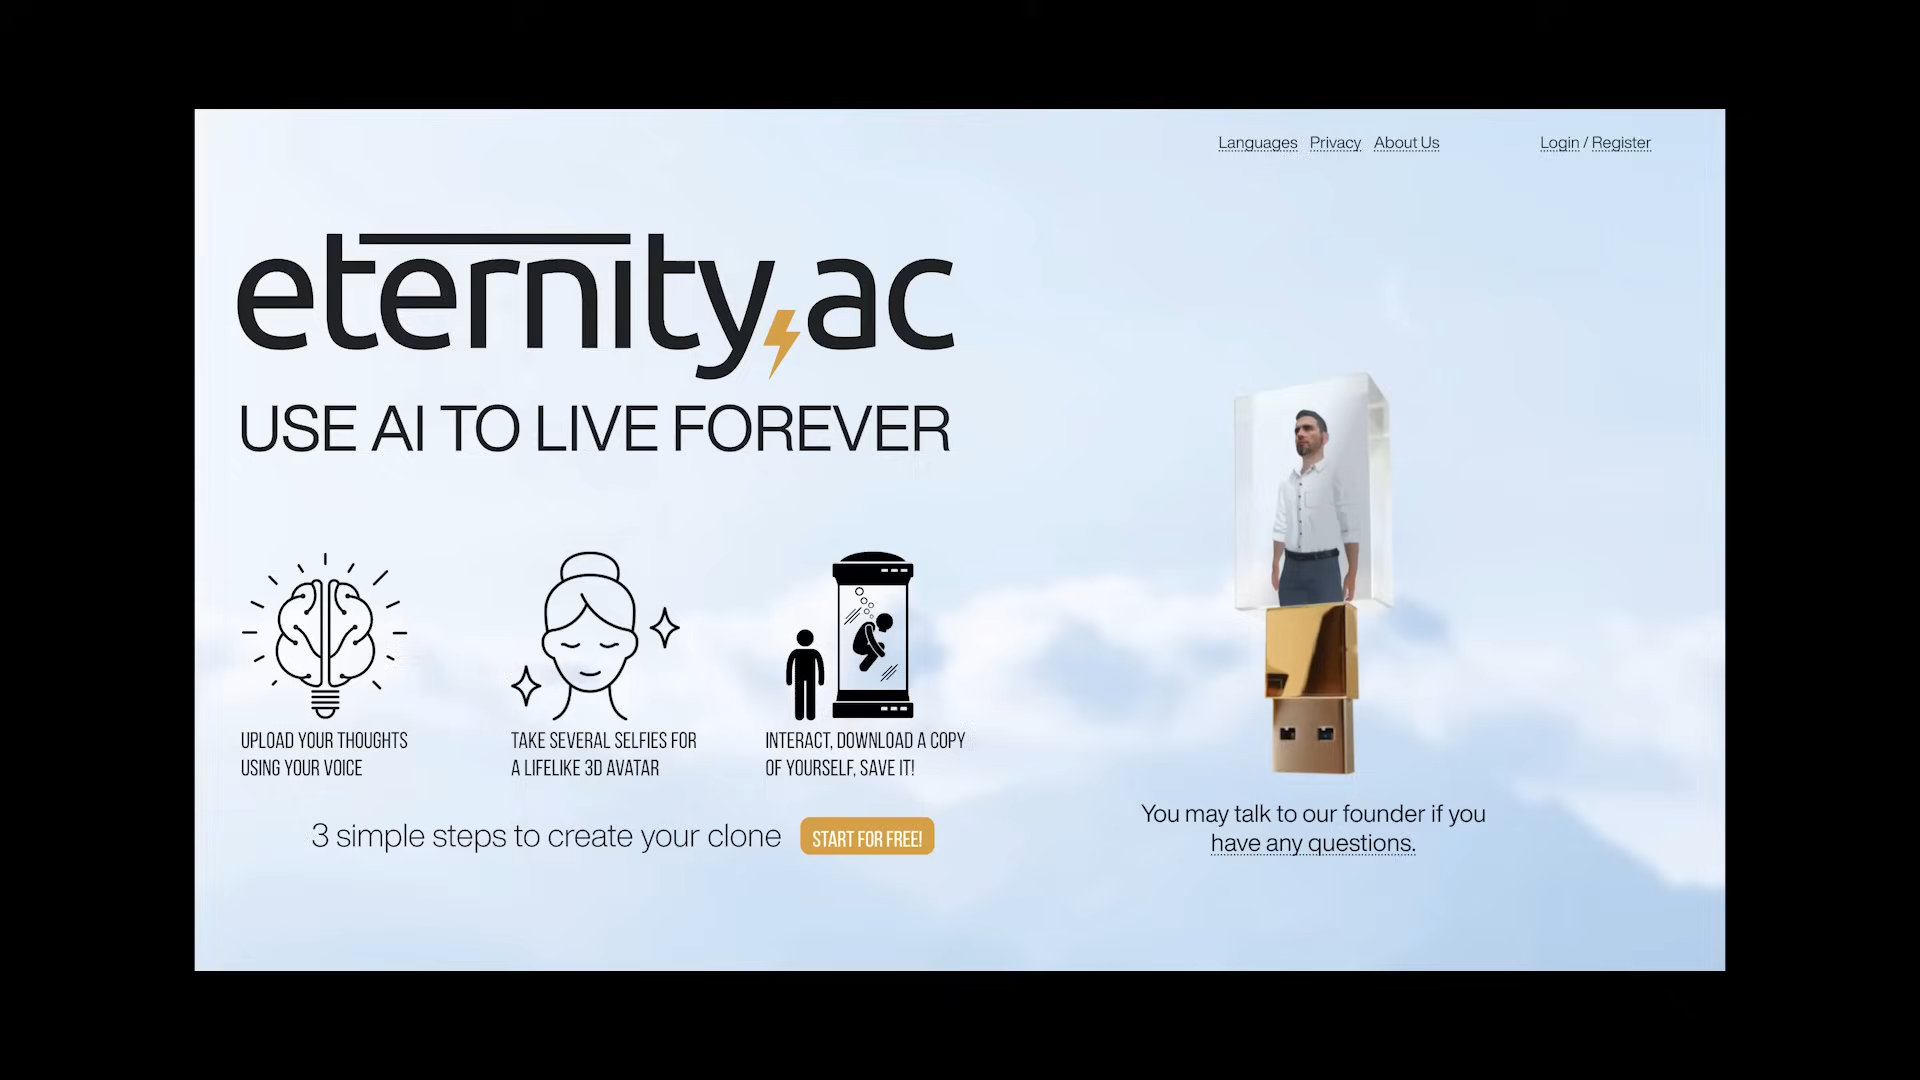 Languages Privacy About Us Login / Register
eternity.ac
USE AI TO LIVE FOREVER
UPLOAD YOUR THOUGHTS
USING YOUR VOICE
TAKE SEVERAL SELFIES FOR
A LIFELIKE 3D AVATAR
INTERACT, DOWNLOAD A COPY
OF YOURSELF, SAVE IT!
3 simple steps to create your clone START FOR FREE!
You may talk to our founder if you
have any questions.